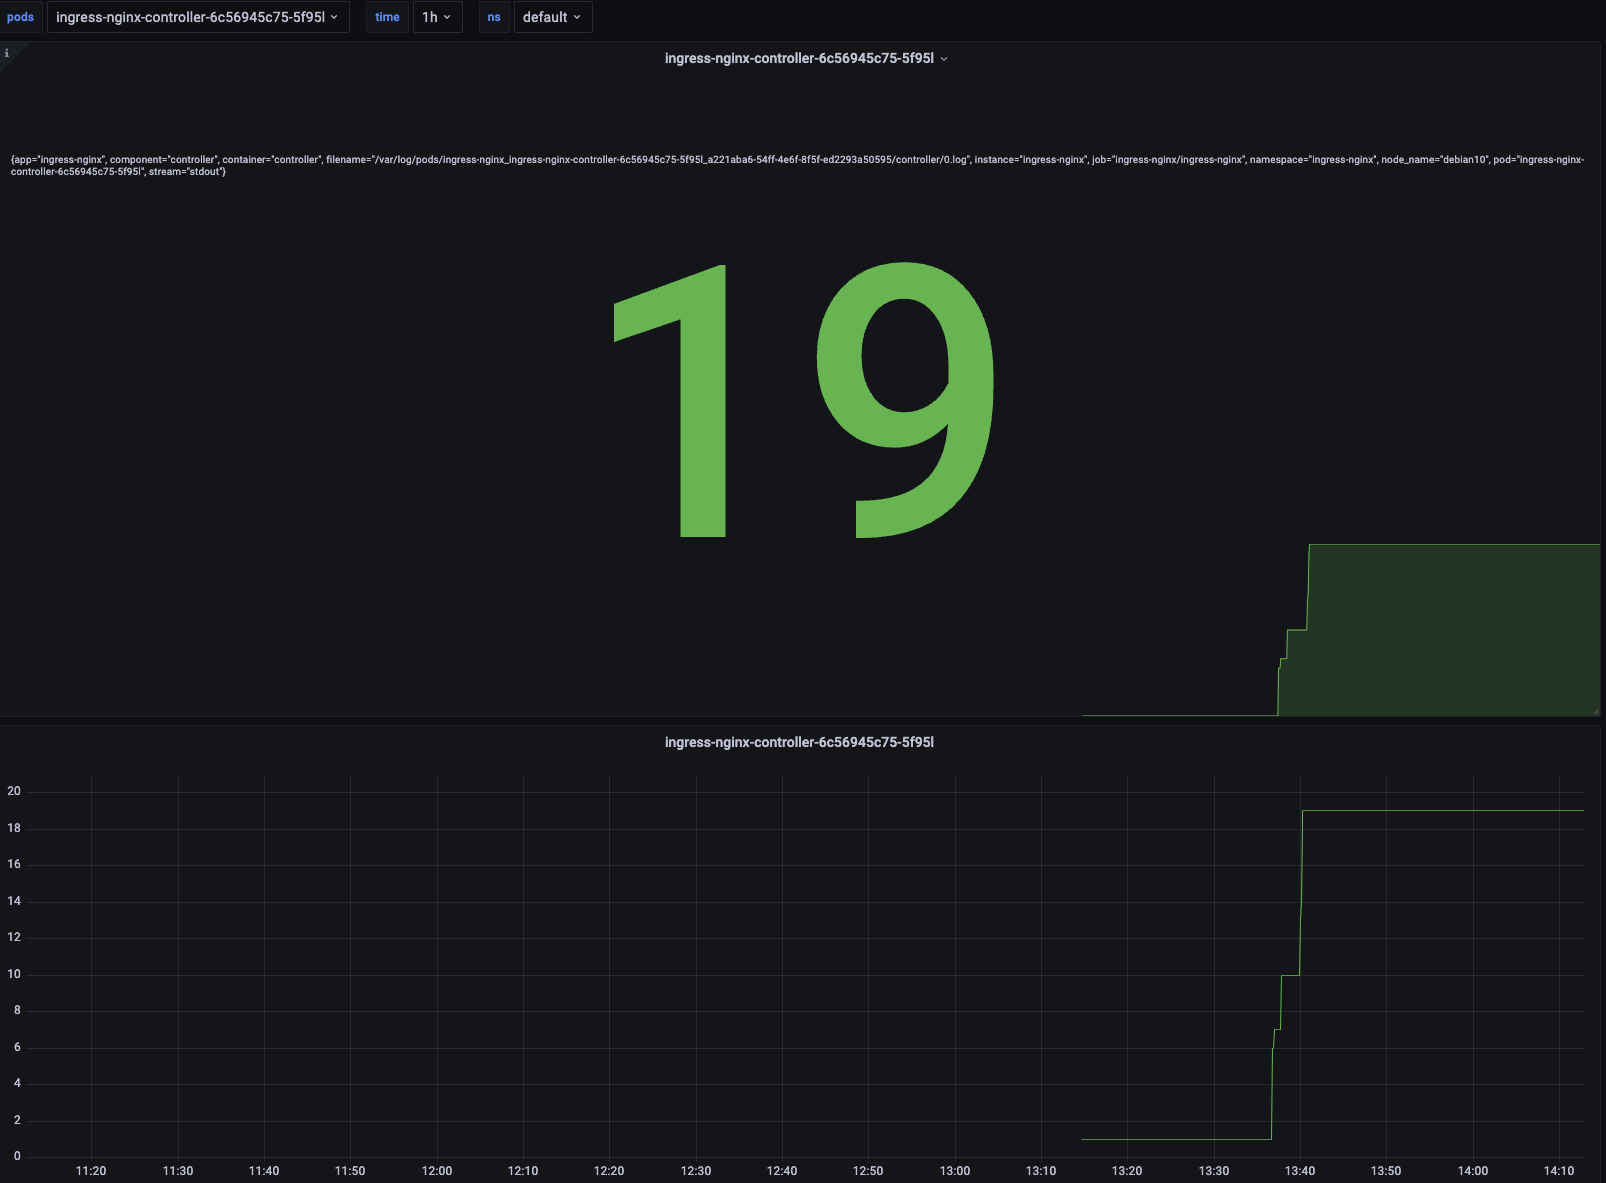 pods ingress-nginx-controller-6c56945c75-5f95l time 1h ns default
i
ingress-nginx-controller-6c56945c75-5f95l
{app="ingress-nginx", component="controller", container="controller", filename="/var/log/pods/ingress-nginx_ingress-nginx-controller-6c56945c75-5f95l_a221aba6-54ff-4e6f-8f5f-ed2293a50595/controller/0.log", instance="ingress-nginx", job="ingress-nginx/ingress-nginx", namespace="ingress-nginx", node_name="debian10", pod="ingress-nginx-
controller-6c56945c75-5f95l", stream="stdout"}
19
ingress-nginx-controller-6c56945c75-5f95l
20
18
16
14
12
10
8
6
4
2
0
11:20 11:30 11:40 11:50 12:00 12:10 12:20 12:30 12:40 12:50 13:00 13:10 13:20 13:30 13:40 13:50 14:00 14:10